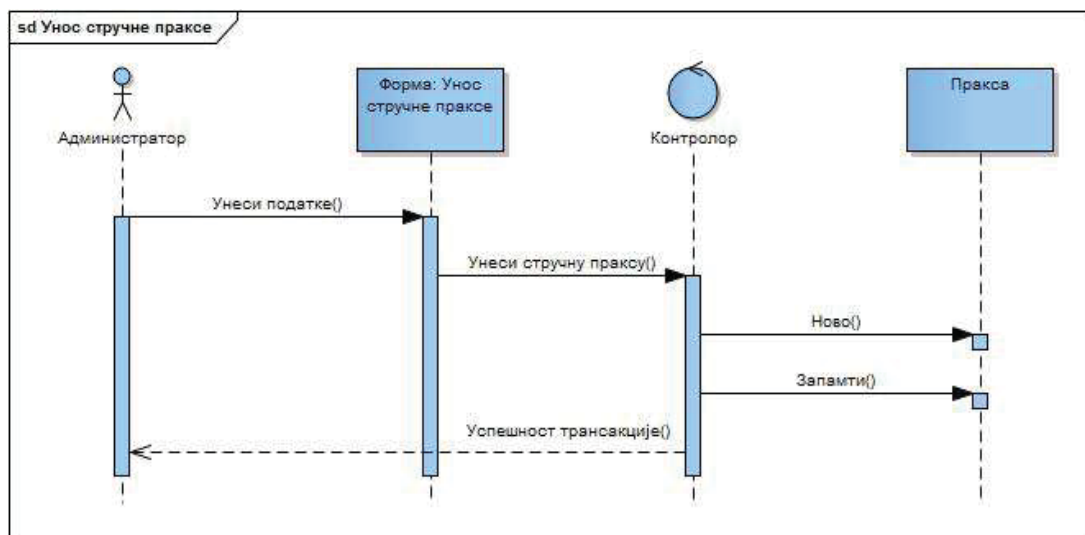 sd Унос стручне праксе
Форма: Унос
стручне праксе
Пракса
Администратор
Контролор
Унеси податке()
Унеси стручну праксу()
Ново()
Запамти()
Успешност трансакције()